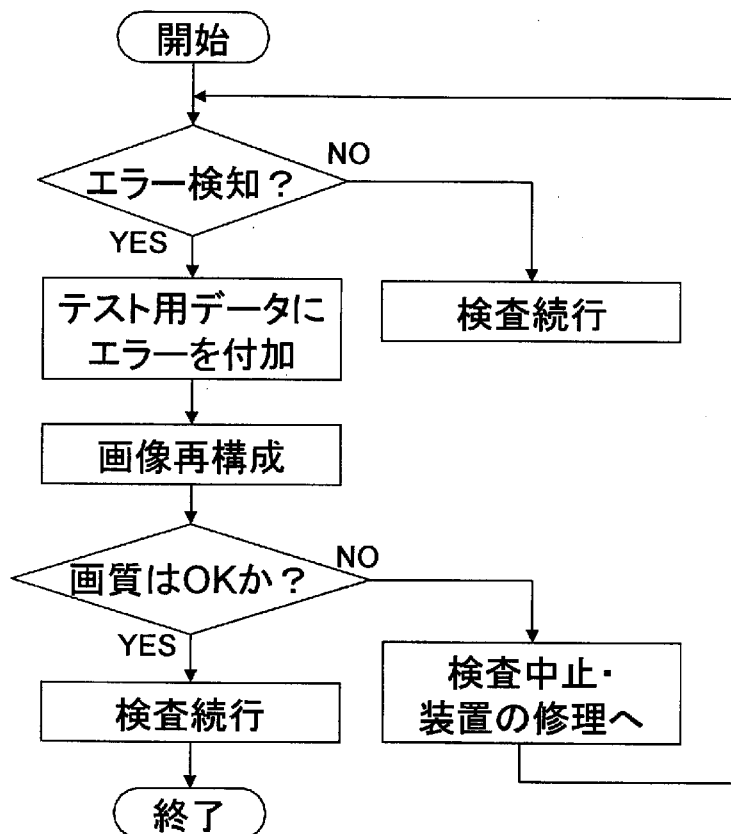 開始
エラー検知？
NO
YES
テスト用データに
エラーを付加
検査続行
画像再構成
画質はOKか？
NO
YES
検査続行
検査中止・
装置の修理へ
終了